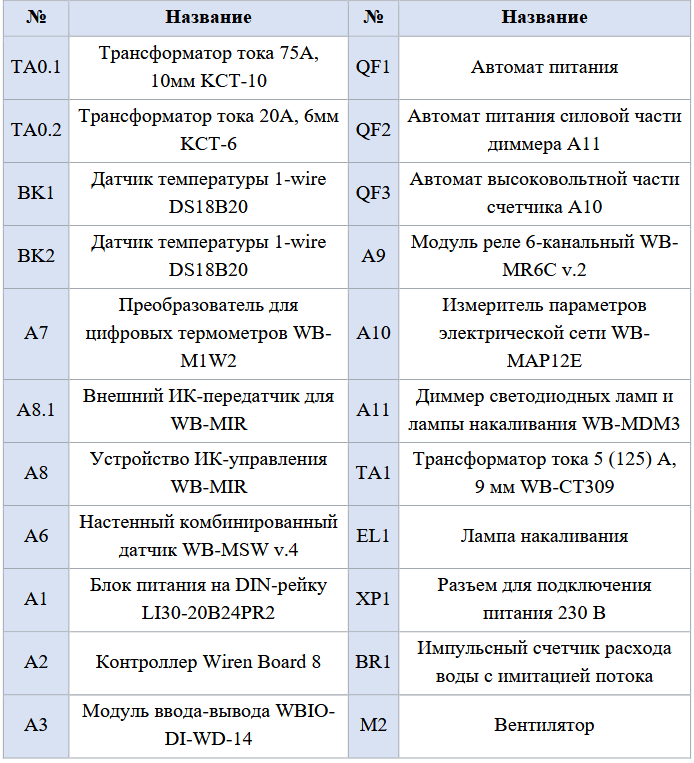 № Название № Название
TA0.1 Трансформатор тока 75А, 10мм KCT-10 QF1 Автомат питания
TA0.2 Трансформатор тока 20А, 6мм KCT-6 QF2 Автомат питания силовой части диммера A11
BK1 Датчик температуры 1-wire DS18B20 QF3 Автомат высоковольтной части счетчика A10
BK2 Датчик температуры 1-wire DS18B20 A9 Модуль реле 6-канальный WB-MR6C v.2
A7 Преобразователь для цифровых термометров WB-M1W2 A10 Измеритель параметров электрической сети WB-MAP12E
A8.1 Внешний ИК-передатчик для WB-MIR A11 Диммер светодиодных ламп и лампы накаливания WB-MDM3
A8 Устройство ИК-управления WB-MIR TA1 Трансформатор тока 5 (125) А, 9 мм WB-CT309
A6 Настенный комбинированный датчик WB-MSW v.4 EL1 Лампа накаливания
A1 Блок питания на DIN-рейку LI30-20B24PR2 XP1 Разъем для подключения питания 230 В
A2 Контроллер Wiren Board 8 BR1 Импульсный счетчик расхода воды с имитацией потока
A3 Модуль ввода-вывода WBIO-DI-WD-14 M2 Вентилятор